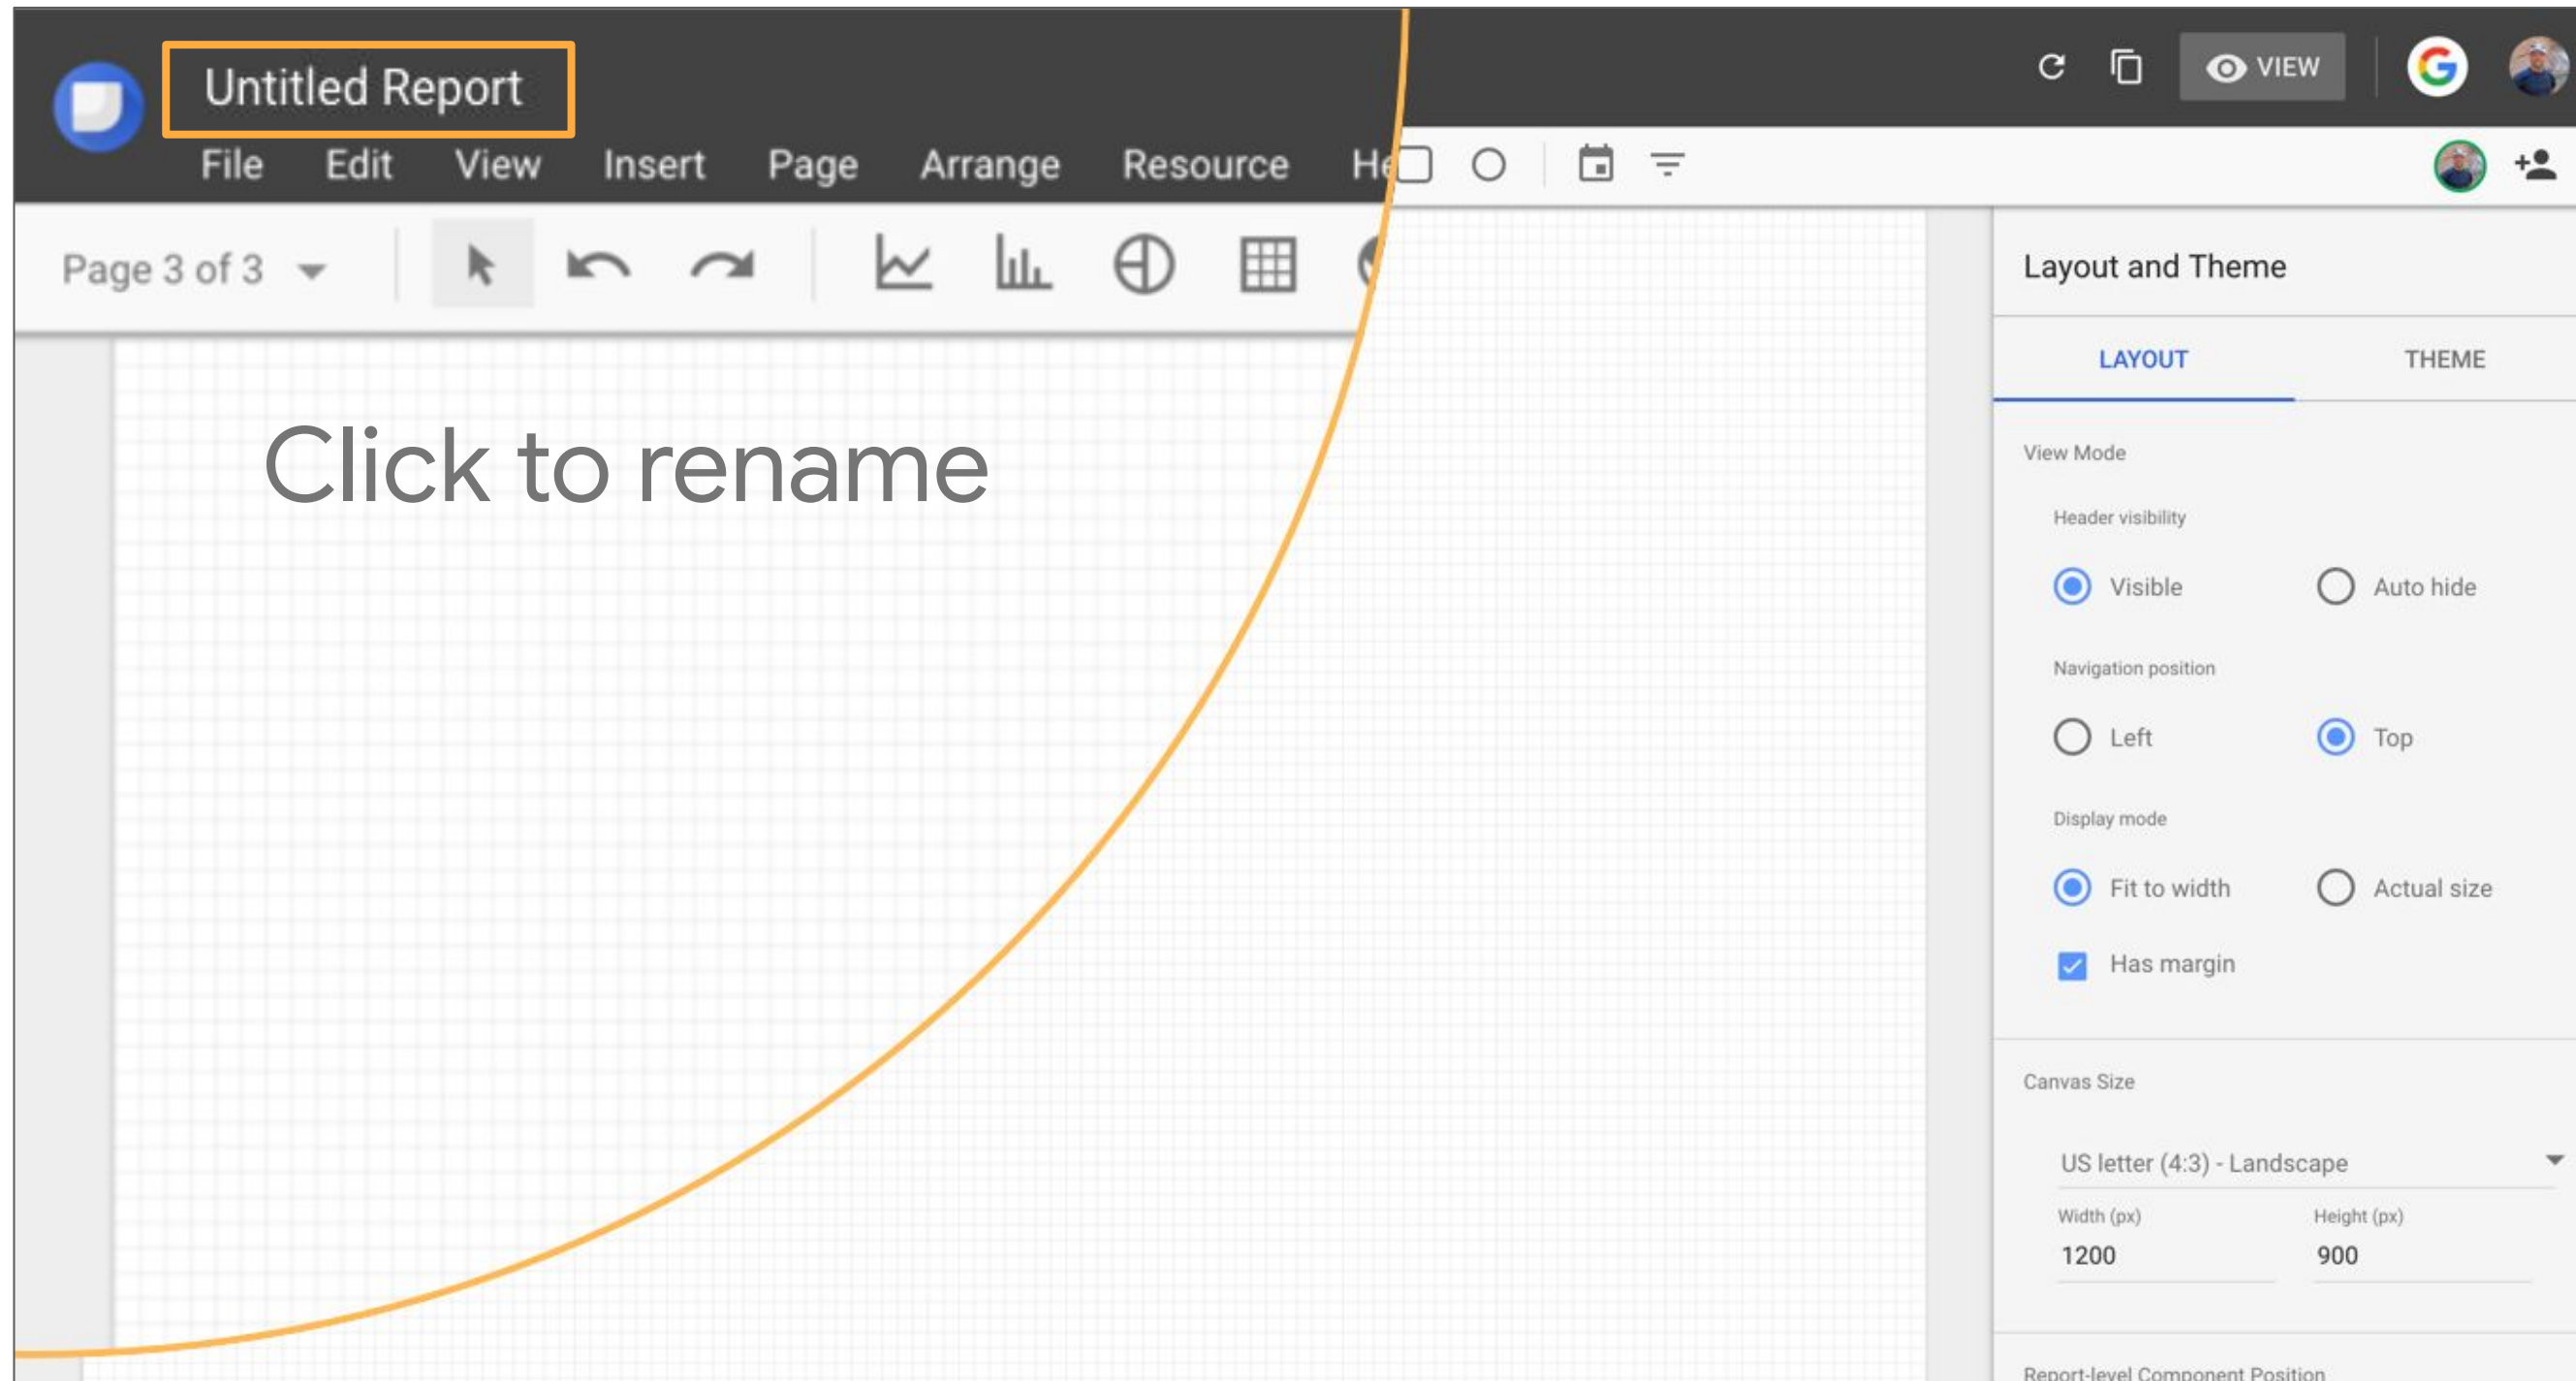 Untitled Report
VIEW
File Edit View Insert Page Arrange Resource
Page 3 of 3
Layout and Theme
LAYOUT THEME
Click to rename
View Mode
Header visibility
Visible Auto hide
Navigation position
Left Top
Display mode
Fit to width Actual size
Has margin
Canvas Size
US letter (4:3) - Landscape
Width (px) Height (px)
1200 900
Report-level Component Position